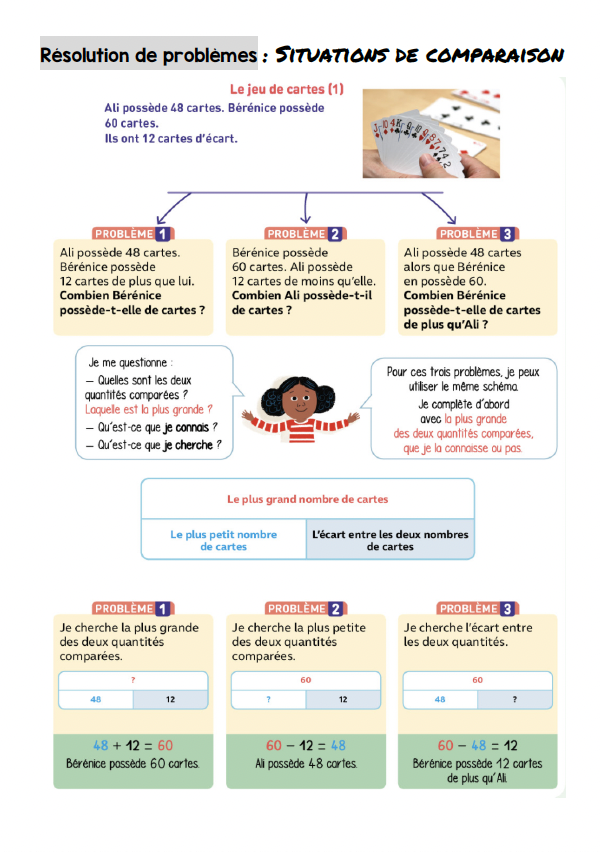 Résolution de problèmes : SITUATIONS DE COMPARAISON
Le jeu de cartes (1)
Ali possède 48 cartes. Bérénice possède
60 cartes.
Ils ont 12 cartes d'écart.
PROBLÈME 1
Ali possède 48 cartes.
Bérénice possède
12 cartes de plus que lui.
Combien Bérénice
possède-t-elle de cartes ?
PROBLÈME 2
Bérénice possède
60 cartes. Ali possède
12 cartes de moins qu'elle.
Combien Ali possède-t-il
de cartes ?
PROBLÈME 3
Ali possède 48 cartes
alors que Bérénice
en possède 60.
Combien Bérénice
possède-t-elle de cartes
de plus qu'Ali ?
Je me questionne :
– Quelles sont les deux
quantités comparées ?
Laquelle est la plus grande ?
– Qu'est-ce que je connais ?
– Qu'est-ce que je cherche ?
Pour ces trois problèmes, je peux
utiliser le même schéma.
Je complète d'abord
avec la plus grande
des deux quantités comparées,
que je la connaisse ou pas.
Le plus grand nombre de cartes
Le plus petit nombre
de cartes
L'écart entre les deux nombres
de cartes
PROBLÈME 1
Je cherche la plus grande
des deux quantités
comparées.
?
48 12
48 + 12 = 60
Bérénice possède 60 cartes.
PROBLÈME 2
Je cherche la plus petite
des deux quantités
comparées.
60
? 12
60 – 12 = 48
Ali possède 48 cartes.
PROBLÈME 3
Je cherche l'écart entre
les deux quantités.
60
48 ?
60 – 48 = 12
Bérénice possède 12 cartes
de plus qu'Ali.